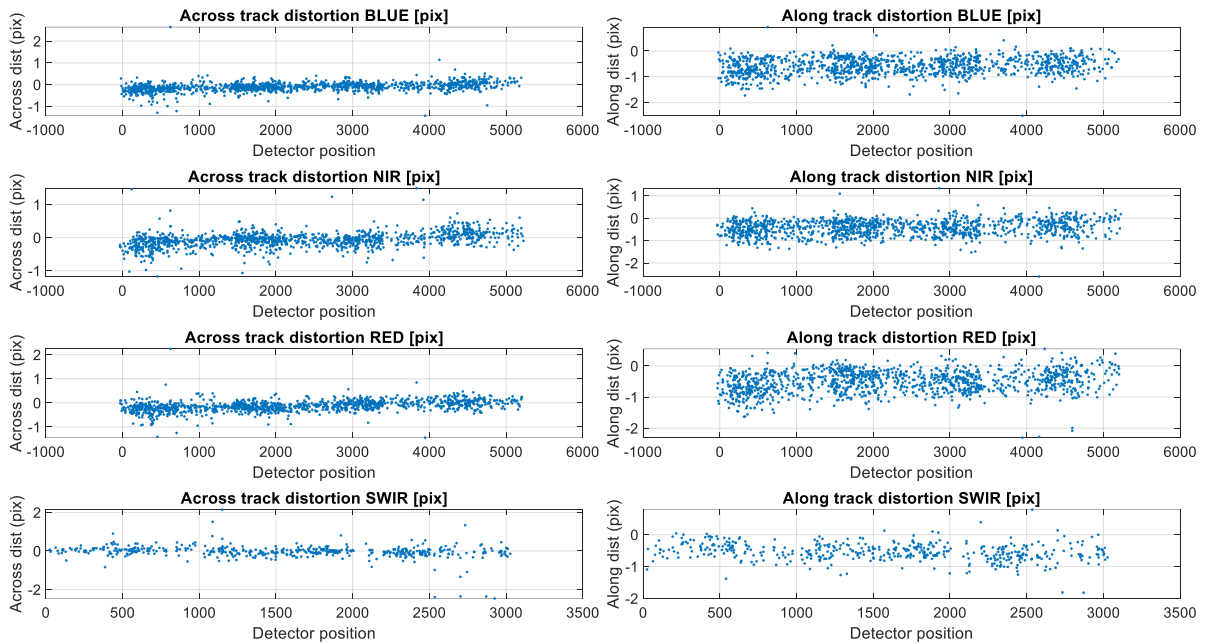 Across track distortion BLUE [pix]
Across dist (pix)
2
1
0
-1
-1000 0 1000 2000 3000 4000 5000 6000
Detector position
Along track distortion BLUE [pix]
Along dist (pix)
0
-1
-2
-1000 0 1000 2000 3000 4000 5000 6000
Detector position
Across track distortion NIR [pix]
Across dist (pix)
1
0
-1
-1000 0 1000 2000 3000 4000 5000 6000
Detector position
Along track distortion NIR [pix]
Along dist (pix)
1
0
-1
-2
-1000 0 1000 2000 3000 4000 5000 6000
Detector position
Across track distortion RED [pix]
Across dist (pix)
2
1
0
-1
-1000 0 1000 2000 3000 4000 5000 6000
Detector position
Along track distortion RED [pix]
Along dist (pix)
0
-1
-2
-1000 0 1000 2000 3000 4000 5000 6000
Detector position
Across track distortion SWIR [pix]
Across dist (pix)
2
0
-2
0 500 1000 1500 2000 2500 3000 3500
Detector position
Along track distortion SWIR [pix]
Along dist (pix)
0
-1
-2
0 500 1000 1500 2000 2500 3000 3500
Detector position